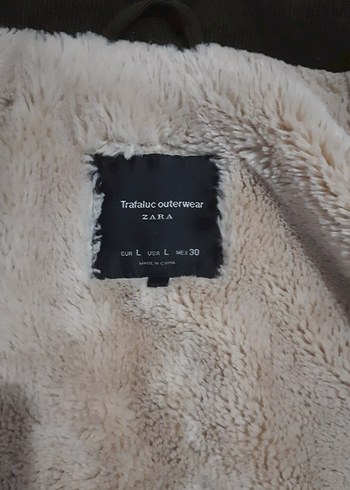 Trafaluc outerwear
ZARA
EUR L USA L MEX 30
MADE IN CHINA